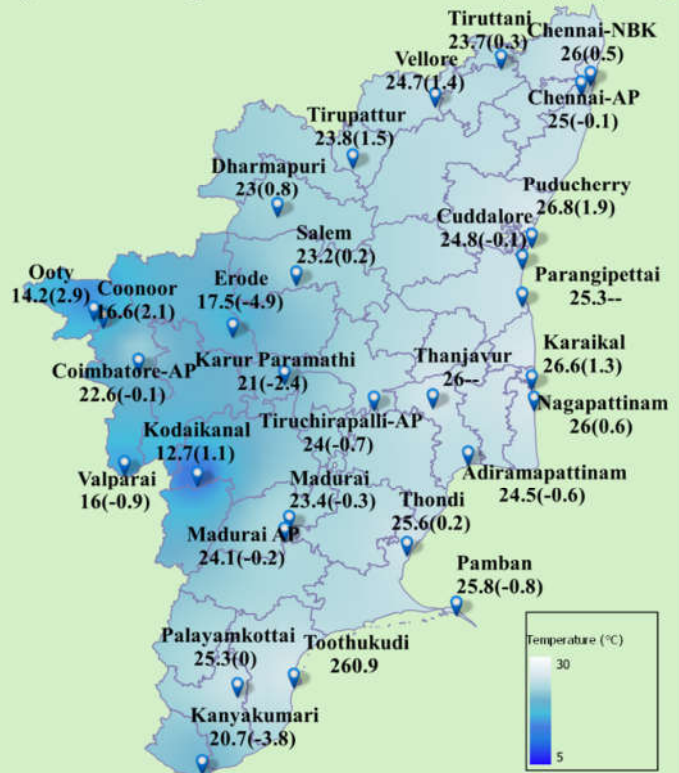 Tiruttani
23.7(0.3)
Chennai-NBK
26(0.5)
Vellore
24.7(1.4)
Chennai-AP
25(-0.1)
Tirupattur
23.8(1.5)
Dharmapuri
23(0.8)
Puducherry
26.8(1.9)
Cuddalore
24.8(-0.1)
Salem
23.2(0.2)
Ooty
14.2(2.9)
Coonoor
16.6(2.1)
Erode
17.5(-4.9)
Parangipettai
25.3--
Coimbatore-AP
22.6(-0.1)
Karur Paramathi
21(-2.4)
Thanjavur
26--
Karaikal
26.6(1.3)
Nagapattinam
26(0.6)
Tiruchirapalli-AP
24(-0.7)
Kodaikanal
12.7(1.1)
Valparai
16(-0.9)
Madurai
23.4(-0.3)
Adiramapattinam
24.5(-0.6)
Thondi
25.6(0.2)
Madurai AP
24.1(-0.2)
Pamban
25.8(-0.8)
Palayamkottai
25.3(0)
Toothukudi
260.9
Kanyakumari
20.7(-3.8)
Temperature (°C)
30
5